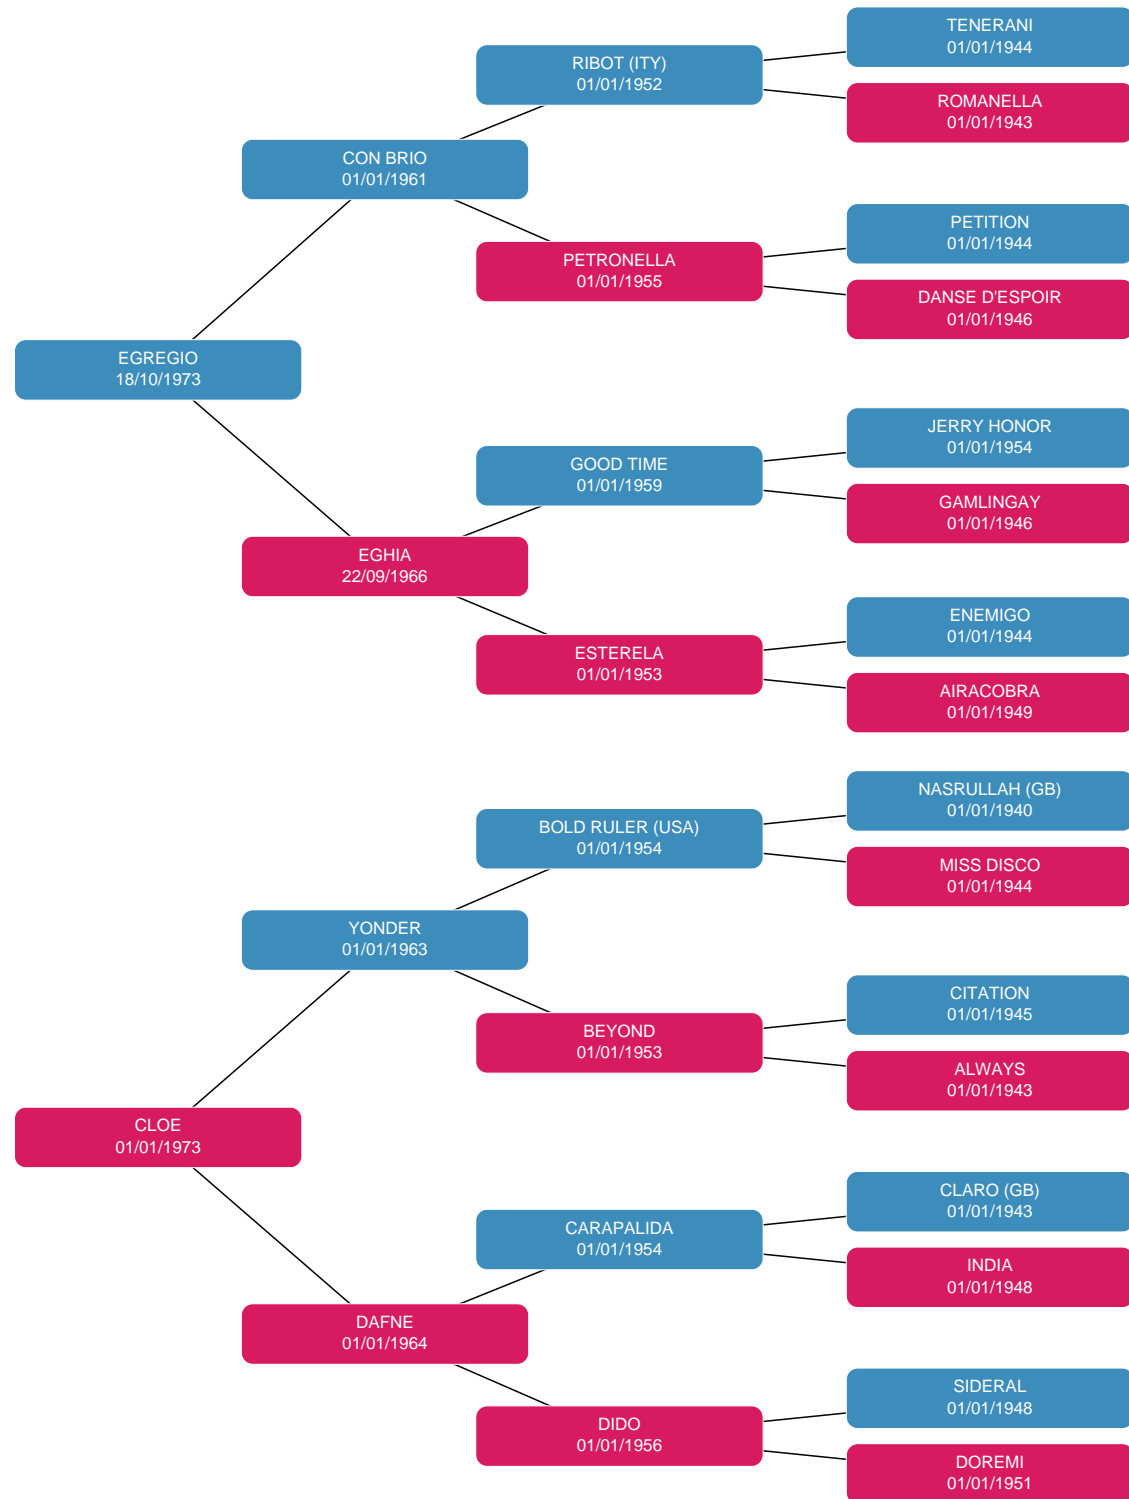 TENERANI
01/01/1944
RIBOT (ITY)
01/01/1952
ROMANELLA
01/01/1943
CON BRIO
01/01/1961
PETITION
01/01/1944
PETRONELLA
01/01/1955
DANSE D'ESPOIR
01/01/1946
EGREGIO
18/10/1973
JERRY HONOR
01/01/1954
GOOD TIME
01/01/1959
GAMLINGAY
01/01/1946
EGHIA
22/09/1966
ENEMIGO
01/01/1944
ESTERELA
01/01/1953
AIRACOBRA
01/01/1949
NASRULLAH (GB)
01/01/1940
BOLD RULER (USA)
01/01/1954
MISS DISCO
01/01/1944
YONDER
01/01/1963
CITATION
01/01/1945
BEYOND
01/01/1953
ALWAYS
01/01/1943
CLOE
01/01/1973
CLARO (GB)
01/01/1943
CARAPALIDA
01/01/1954
INDIA
01/01/1948
DAFNE
01/01/1964
SIDERAL
01/01/1948
DIDO
01/01/1956
DOREMI
01/01/1951